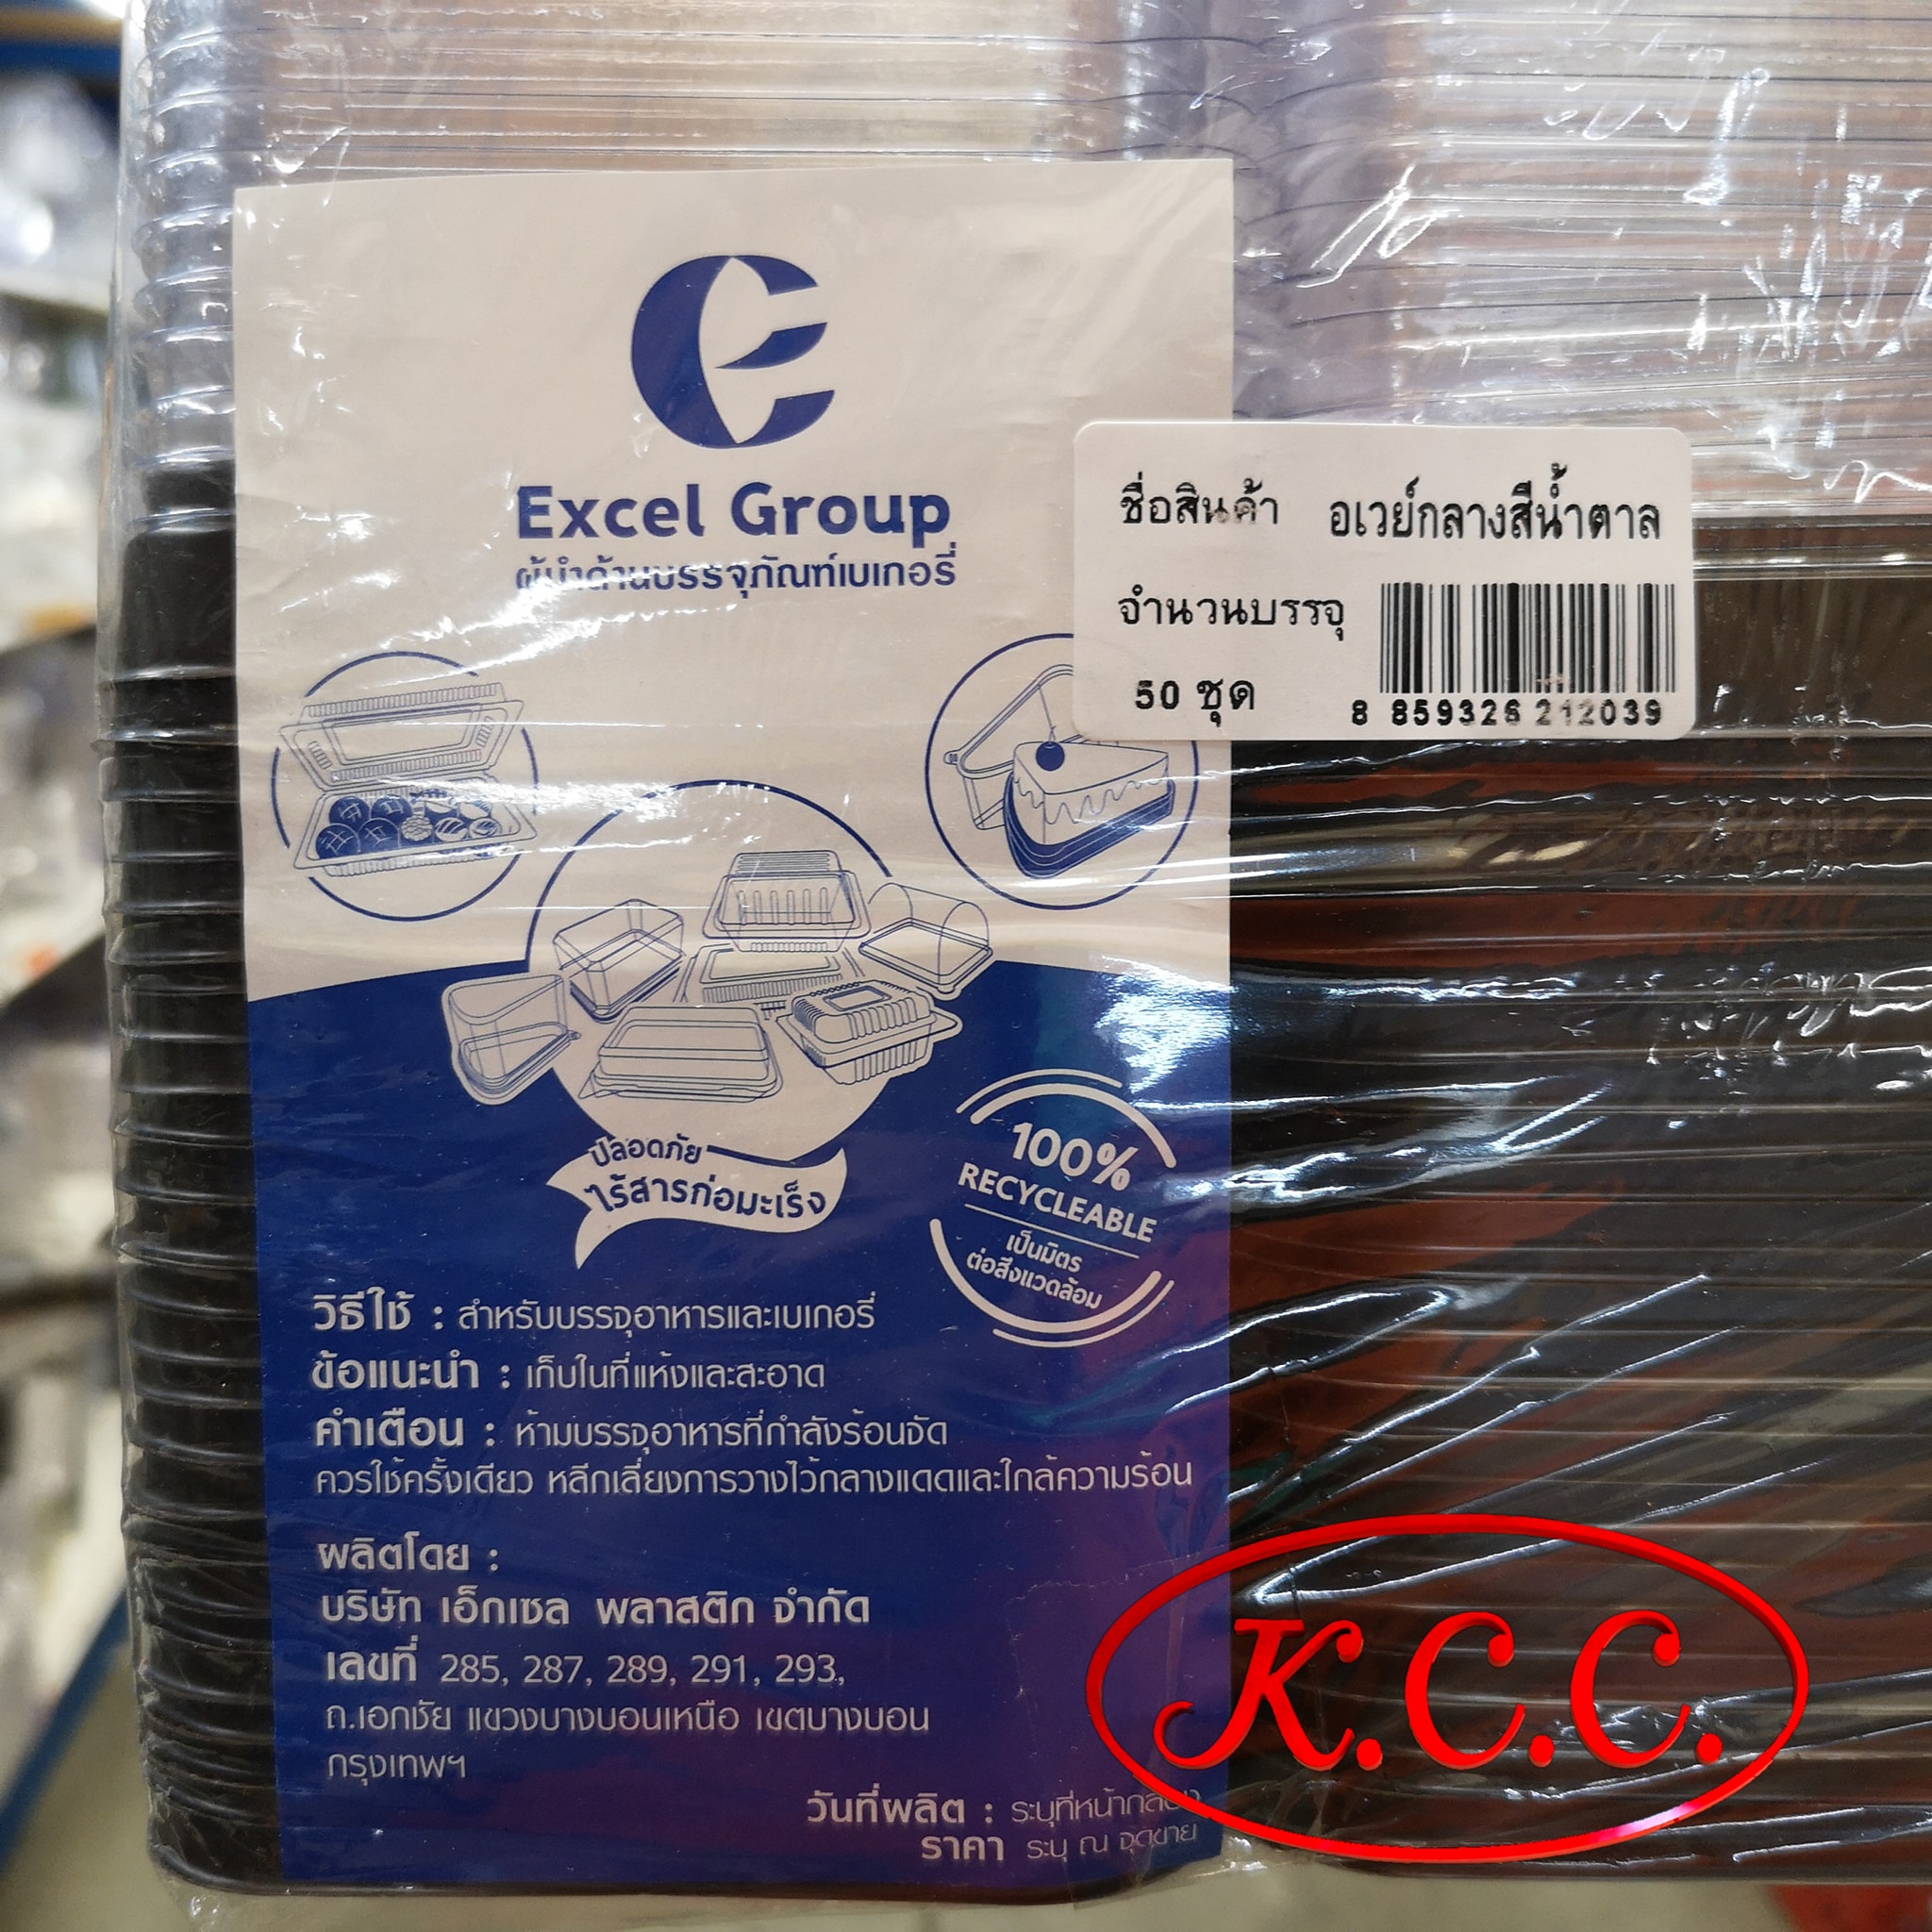 Excel Group
ผู้นำด้านบรรจุภัณฑ์เบเกอรี่
ชื่อสินค้า อเวย์กลางสีน้ำตาล
จำนวนบรรจุ
50 ชุด
8 859326 212039
ปลอดภัย
ไร้สารก่อมะเร็ง
100%
RECYCLEABLE
เป็นมิตร
ต่อสิ่งแวดล้อม
วิธีใช้ : สำหรับบรรจุอาหารและเบเกอรี่
ข้อแนะนำ : เก็บในที่แห้งและสะอาด
คำเตือน : ห้ามบรรจุอาหารที่กำลังร้อนจัด
ควรใช้ครั้งเดียว หลีกเลี่ยงการวางไว้กลางแดดและใกล้ความร้อน
ผลิตโดย :
บริษัท เอ็กเซล พลาสติก จำกัด
เลขที่ 285, 287, 289, 291, 293,
ถ.เอกชัย แขวงบางบอนเหนือ เขตบางบอน
กรุงเทพฯ
วันที่ผลิต : ระบุที่หน้ากล่อง
ราคา ระบุ ณ จุดขาย
K.C.C.